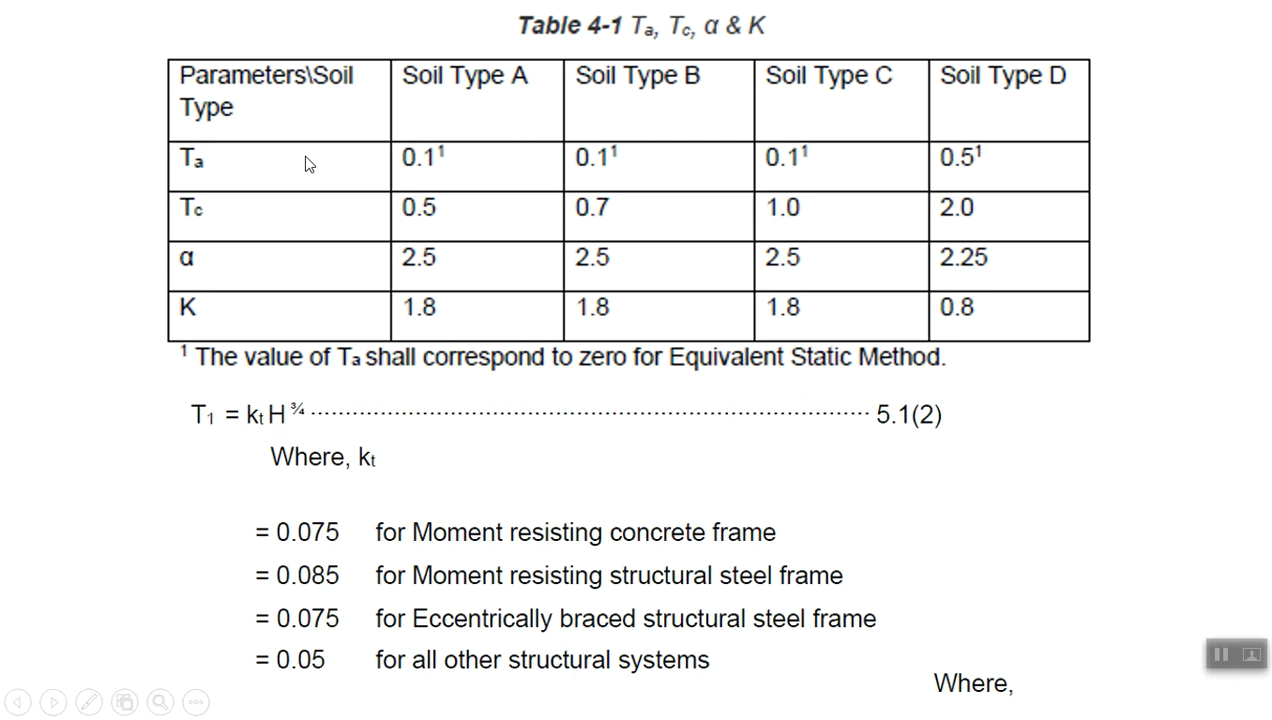 Table 4-1 Ta, Tc, α & K
Parameters\Soil Type | Soil Type A | Soil Type B | Soil Type C | Soil Type D
Ta | 0.1¹ | 0.1¹ | 0.1¹ | 0.5¹
Tc | 0.5 | 0.7 | 1.0 | 2.0
α | 2.5 | 2.5 | 2.5 | 2.25
K | 1.8 | 1.8 | 1.8 | 0.8
¹ The value of Ta shall correspond to zero for Equivalent Static Method.
T1 = kt H ¾ ........................................................................ 5.1(2)
Where, kt
= 0.075 for Moment resisting concrete frame
= 0.085 for Moment resisting structural steel frame
= 0.075 for Eccentrically braced structural steel frame
= 0.05 for all other structural systems
Where,